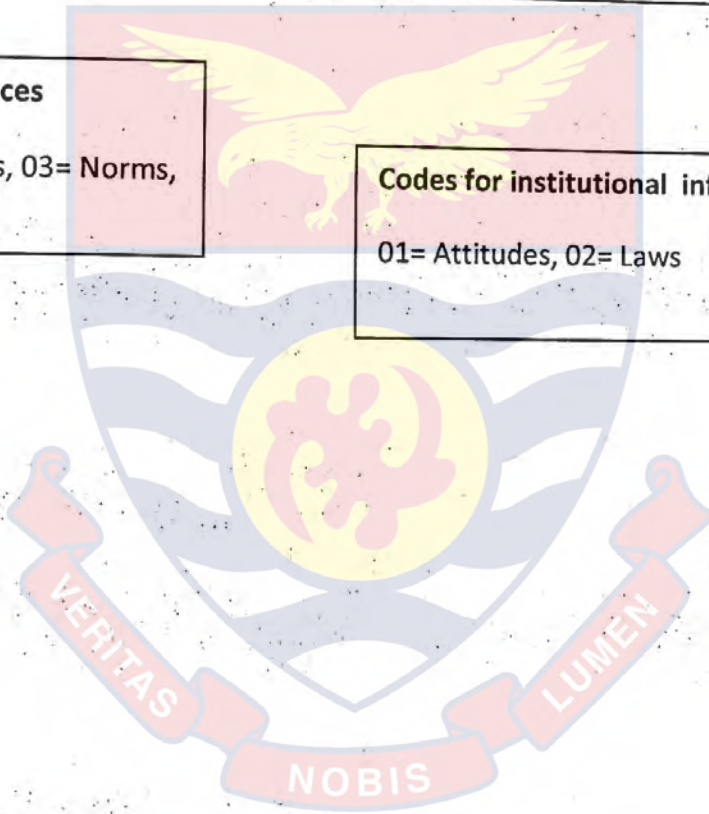 ces
s, 03= Norms,
Codes for institutional inf
01= Attitudes, 02= Laws
VERITAS
NOBIS
LUMEN